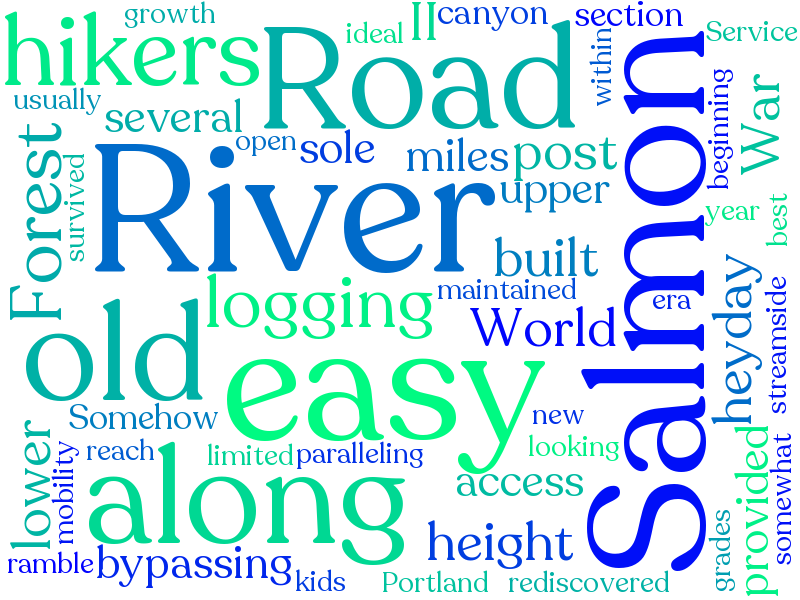 growth
ideal
II
canyon
section
Service
hikers
Road
within
usually
several
open
sole
miles
post
beginning
War
Forest
survived
River
upper
year
best
Salmon
built
logging
maintained
era
World
heyday
streamside
old
easy
Somehow
new
looking
reach
limited
paralleling
lower
mobility
along
access
provided
somewhat
height
grades
ramble
bypassing
kids
Portland
rediscovered